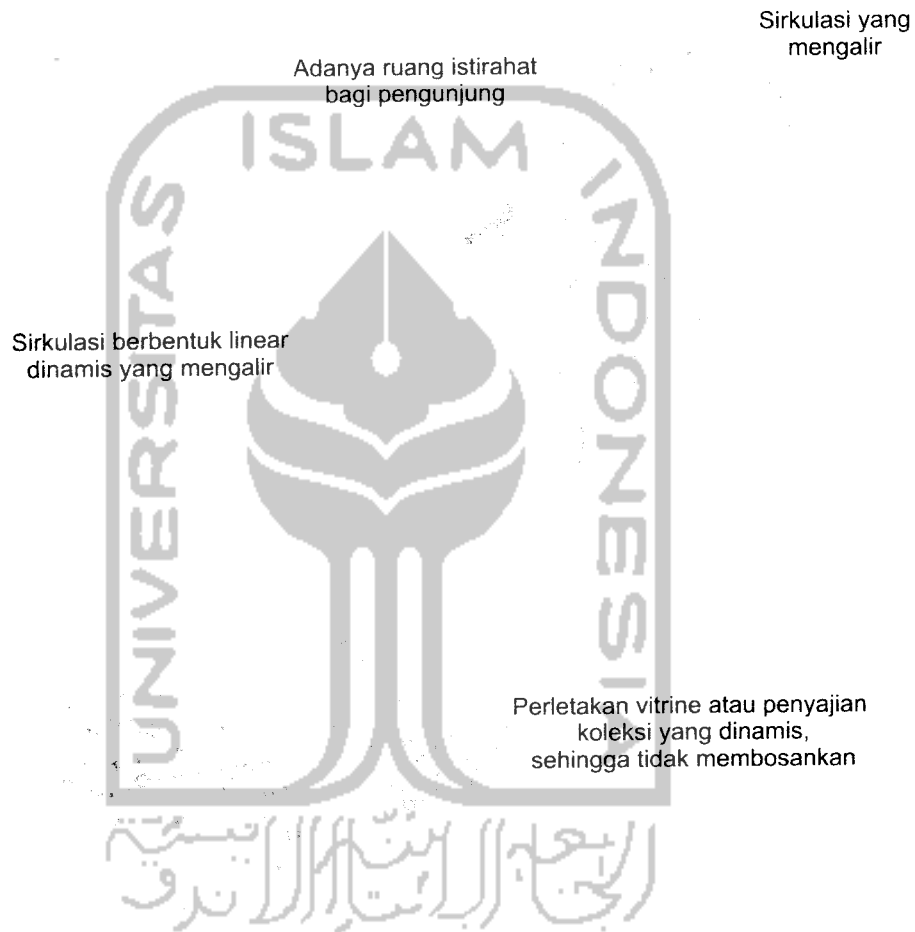 Sirkulasi yang
mengalir
Adanya ruang istirahat
bagi pengunjung
ISLAM
UNIVERSITAS
INDONESIA
Sirkulasi berbentuk linear
dinamis yang mengalir
Perletakan vitrine atau penyajian
koleksi yang dinamis,
sehingga tidak membosankan